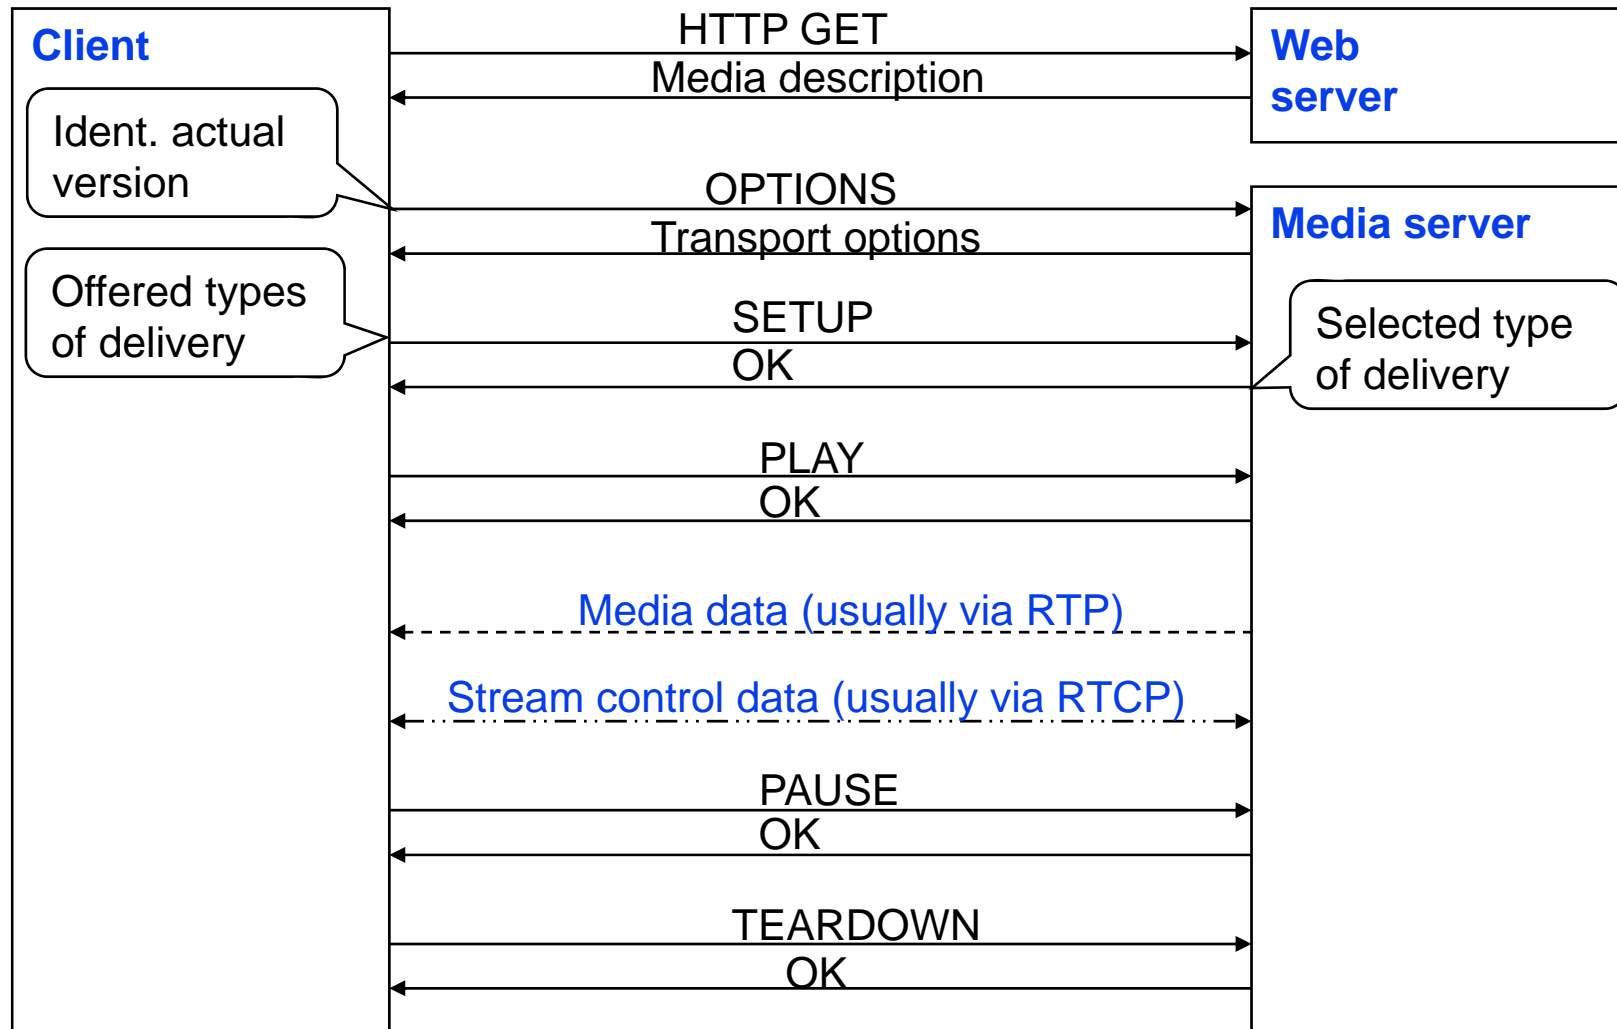 Client
HTTP GET
Web
server
Media description
Ident. actual
version
OPTIONS
Transport options
Media server
Offered types
of delivery
SETUP
OK
Selected type
of delivery
PLAY
OK
Media data (usually via RTP)
Stream control data (usually via RTCP)
PAUSE
OK
TEARDOWN
OK